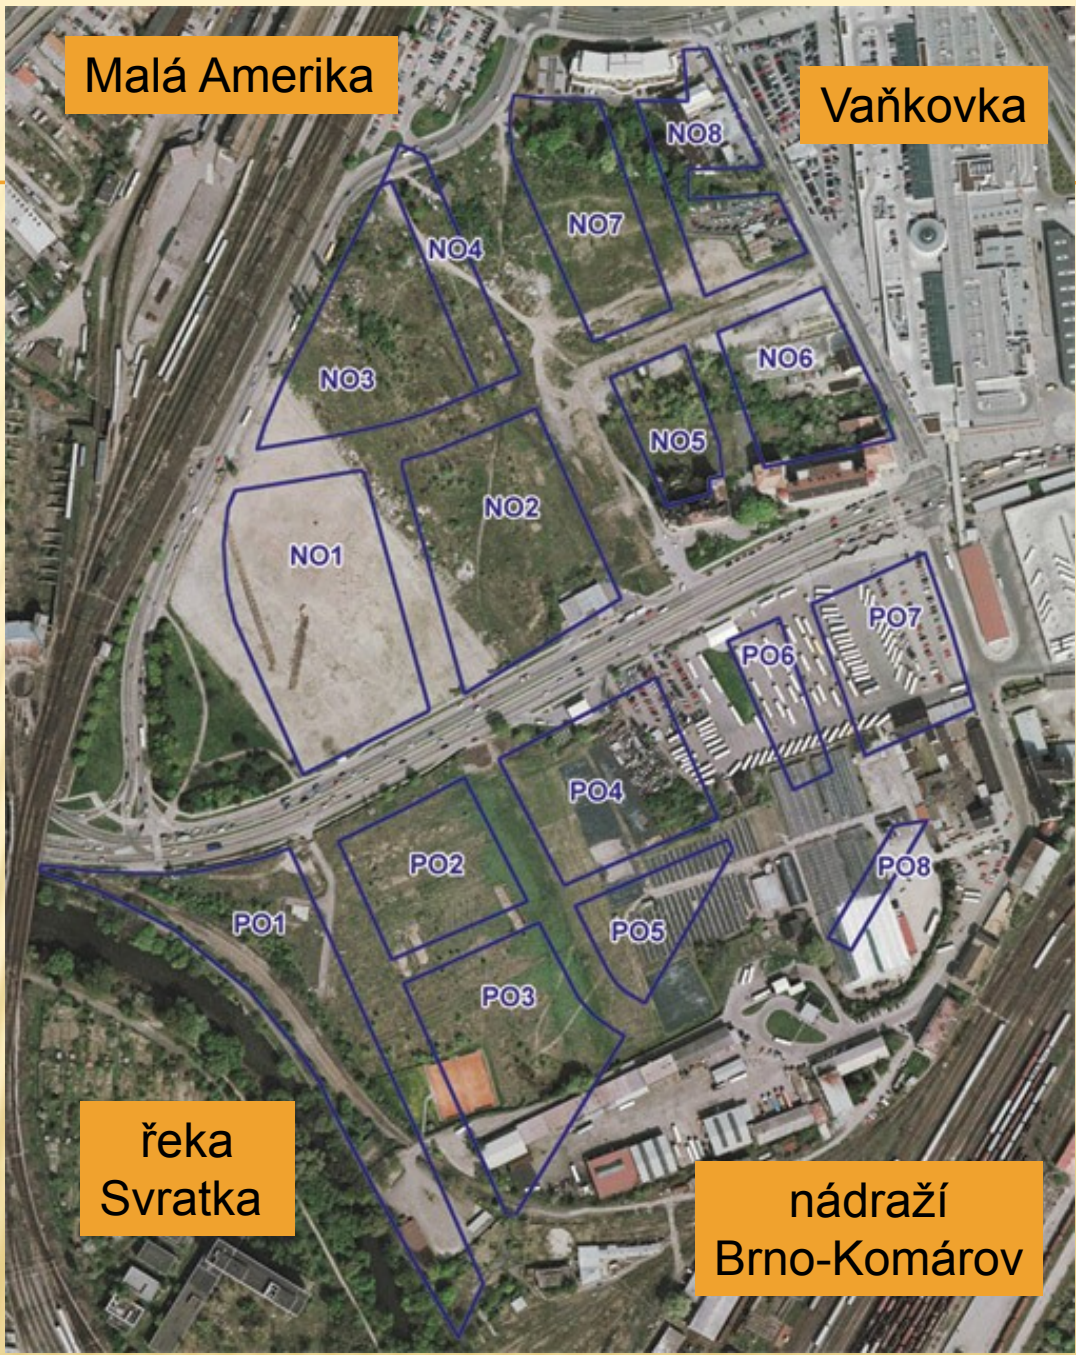 Malá Amerika
Vaňkovka
NO8
NO7
NO4
NO3
NO6
NO5
NO2
NO1
PO7
PO6
PO4
PO2
PO8
PO1
PO5
PO3
řeka
Svratka
nádraží
Brno-Komárov